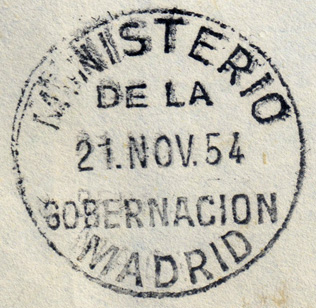 MINISTERIO
DE LA
21.NOV.54
GOBERNACION
MADRID